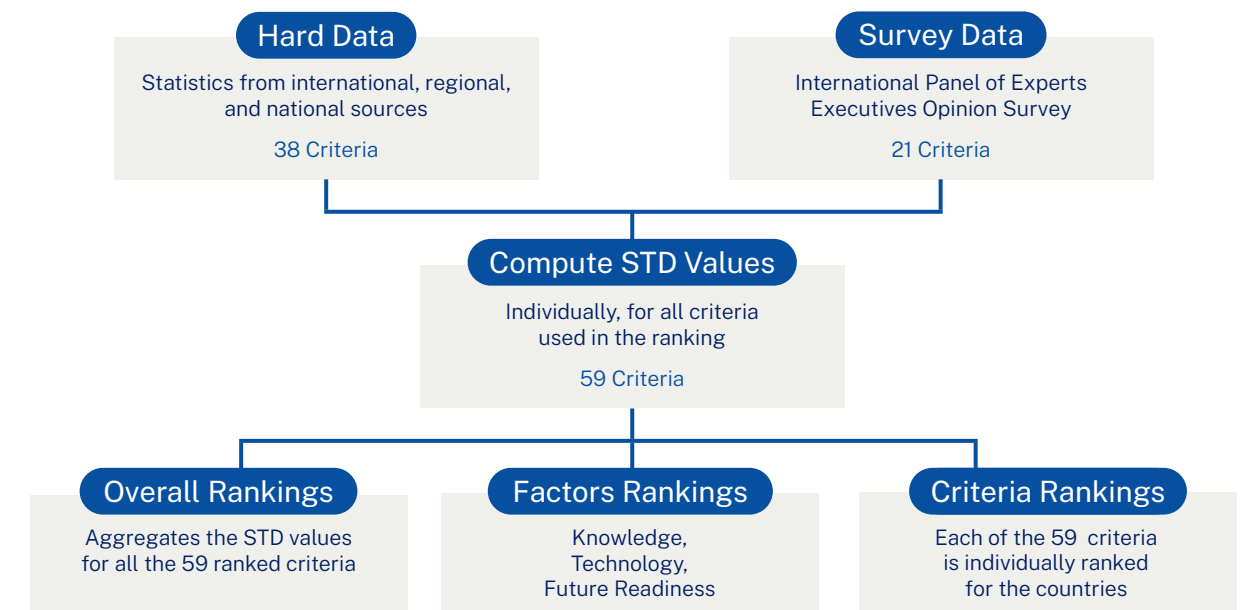 Hard Data
Statistics from international, regional,
and national sources
38 Criteria
Survey Data
International Panel of Experts
Executives Opinion Survey
21 Criteria
Compute STD Values
Individually, for all criteria
used in the ranking
59 Criteria
Overall Rankings
Aggregates the STD values
for all the 59 ranked criteria
Factors Rankings
Knowledge,
Technology,
Future Readiness
Criteria Rankings
Each of the 59 criteria
is individually ranked
for the countries